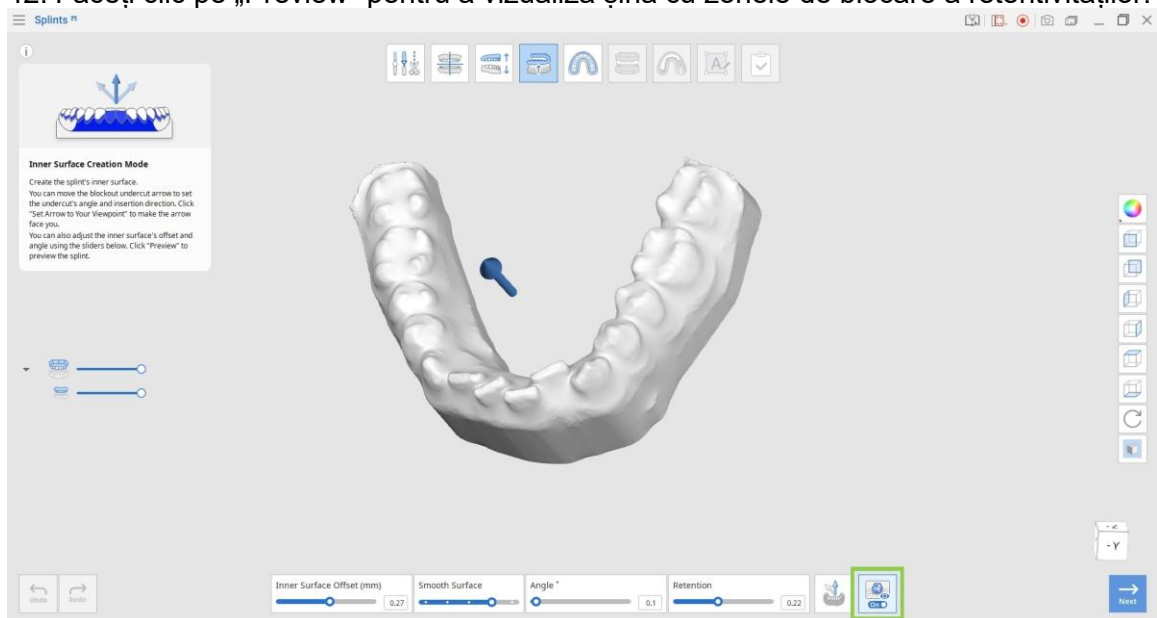 12. Faceți clic pe „Preview” pentru a vizualiza șina cu zonele de blocare a retentivităților.
Splints
Inner Surface Creation Mode
Create the splint's inner surface.
You can move the blockout undercut arrow to set
the undercut's angle and insertion direction. Click
"Set Arrow to Your Viewpoint" to make the arrow
face you.
You can also adjust the inner surface's offset and
angle using the sliders below. Click "Preview" to
preview the splint.
-Y
Undo
Redo
Inner Surface Offset (mm)
0.27
Smooth Surface
Angle °
0.1
Retention
0.22
On
Next